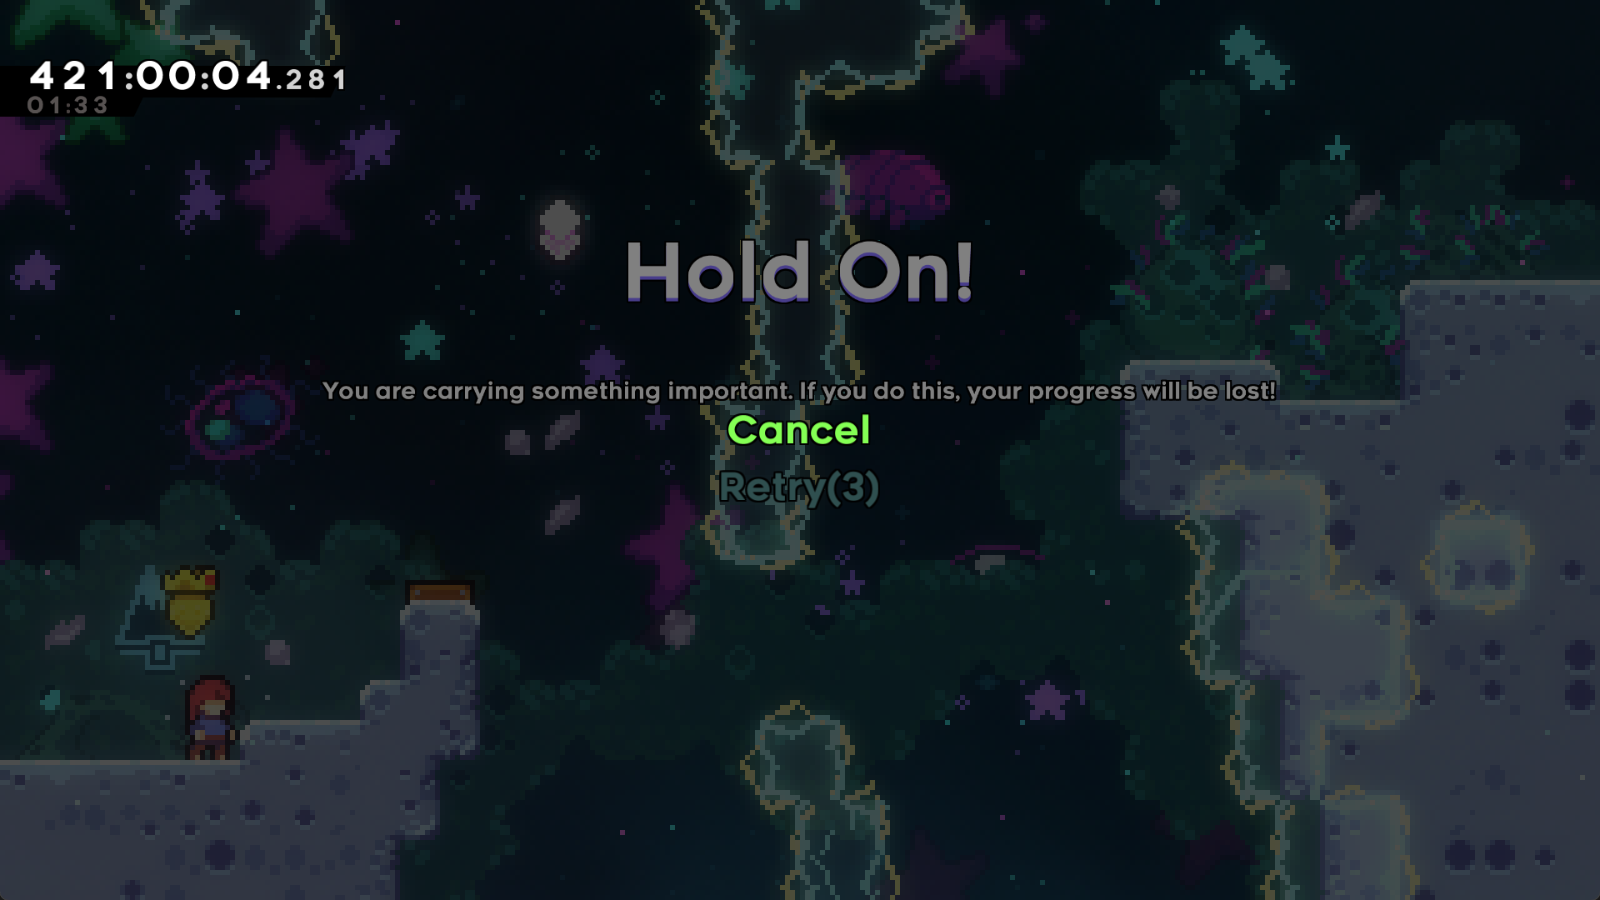 421:00:04.281
01:33
Hold On!
You are carrying something important. If you do this, your progress will be lost!
Cancel
Retry(3)